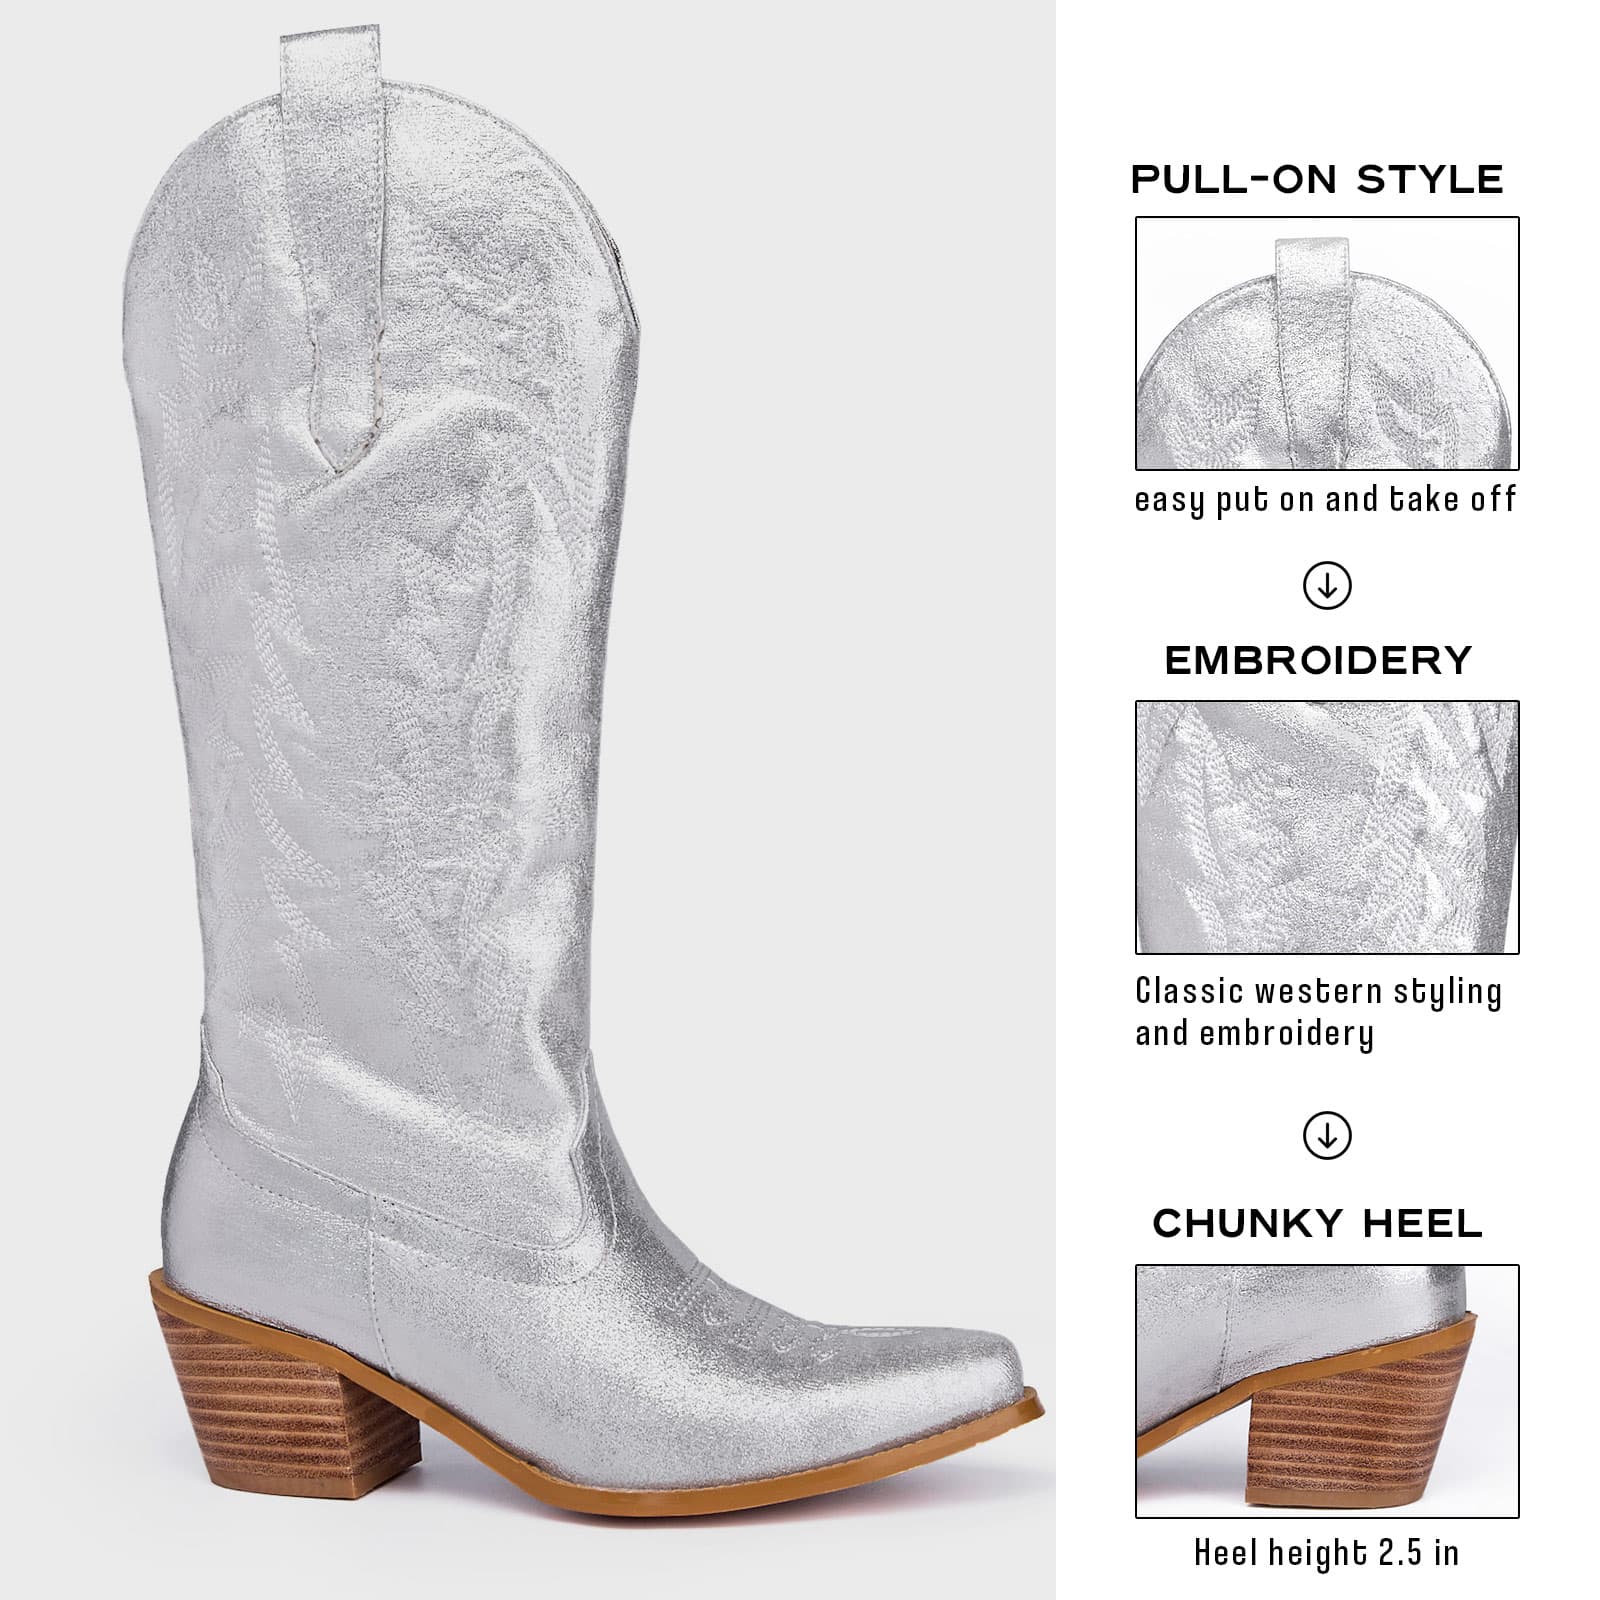 PULL-ON STYLE
easy put on and take off
EMBROIDERY
Classic western styling
and embroidery
CHUNKY HEEL
Heel height 2.5 in